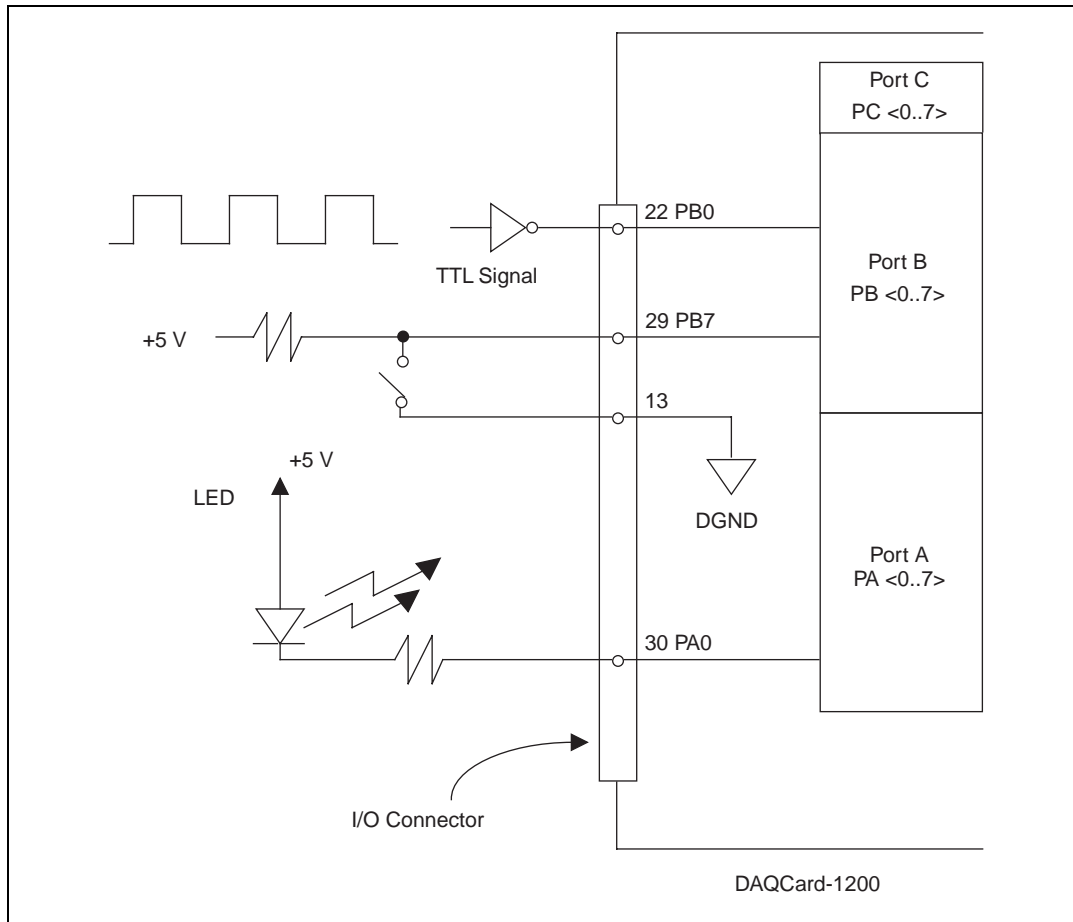 Port C
PC <0..7>
22 PB0
TTL Signal
Port B
PB <0..7>
29 PB7
+5 V
13
+5 V
LED
DGND
Port A
PA <0..7>
30 PA0
I/O Connector
DAQCard-1200